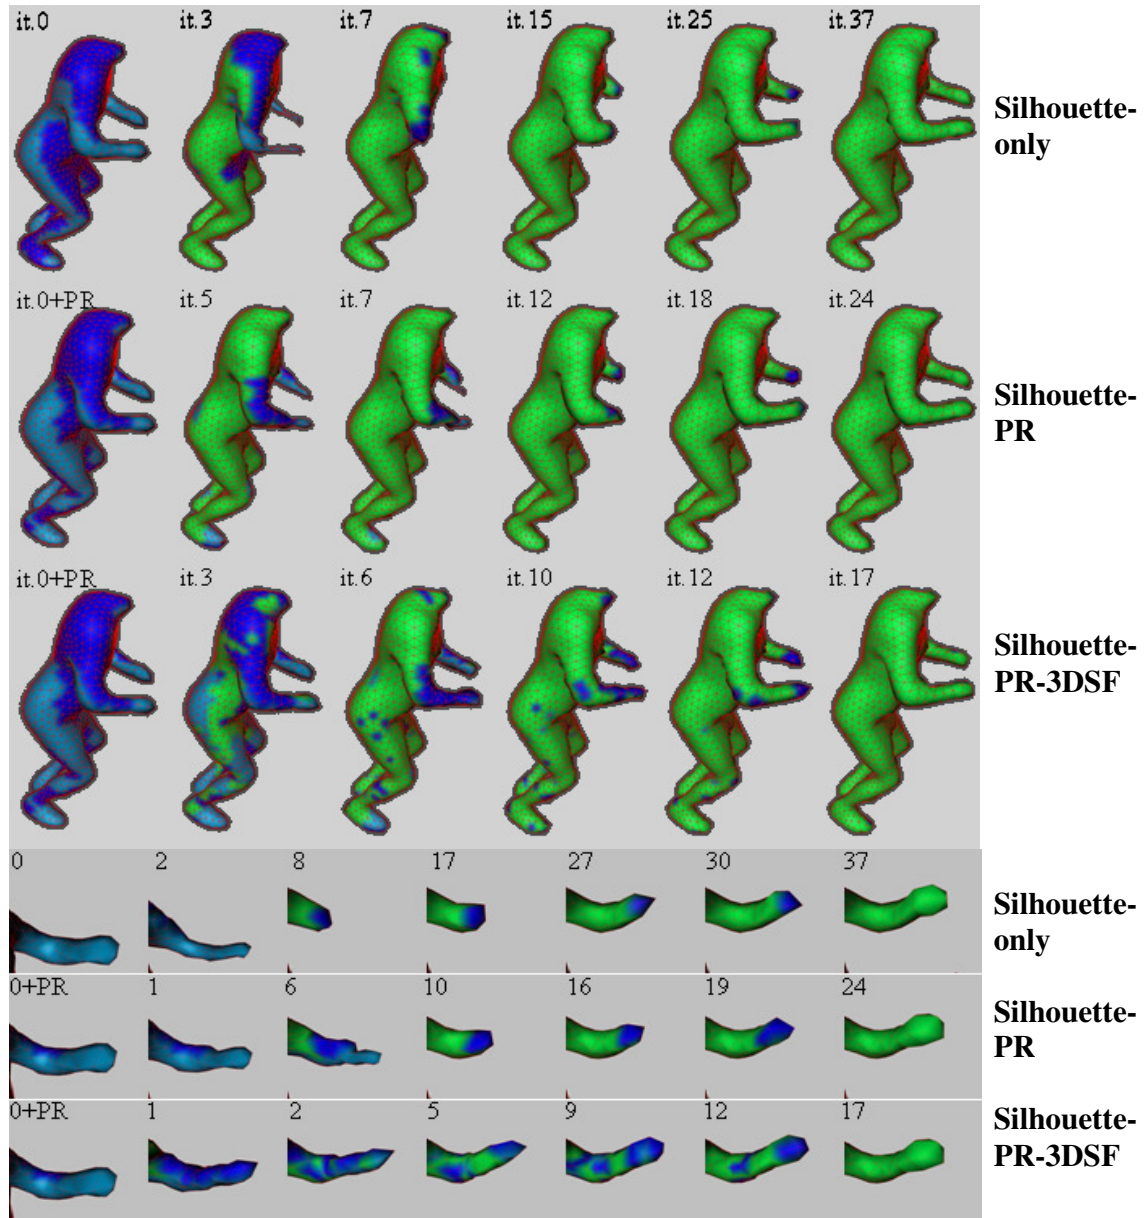 it.0 it.3 it.7 it.15 it.25 it.37
Silhouette-
only
it.0+PR it.5 it.7 it.12 it.18 it.24
Silhouette-
PR
it.0+PR it.3 it.6 it.10 it.12 it.17
Silhouette-
PR-3DSF
0 2 8 17 27 30 37
Silhouette-
only
0+PR 1 6 10 16 19 24
Silhouette-
PR
0+PR 1 2 5 9 12 17
Silhouette-
PR-3DSF